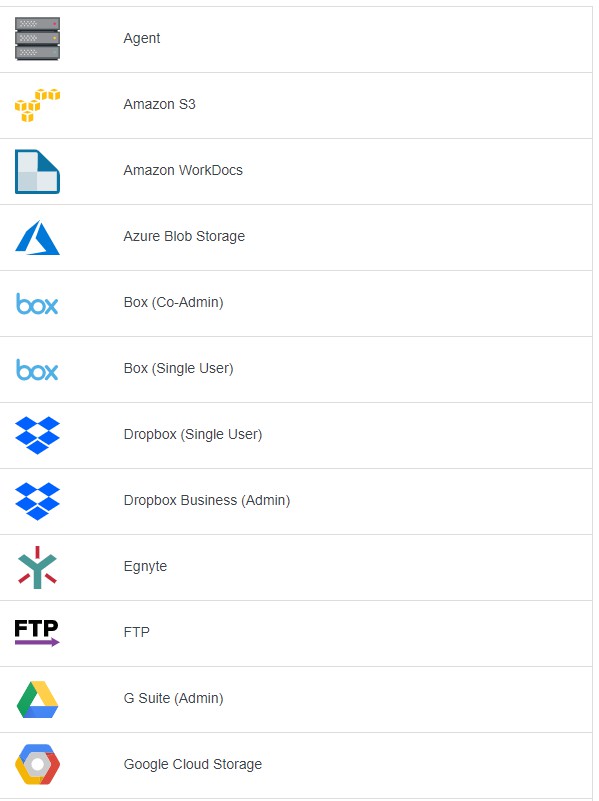 Agent
Amazon S3
Amazon WorkDocs
Azure Blob Storage
box Box (Co-Admin)
box Box (Single User)
Dropbox (Single User)
Dropbox Business (Admin)
Egnyte
FTP FTP
G Suite (Admin)
Google Cloud Storage